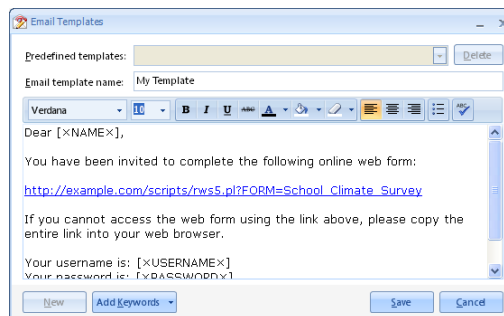 Email Templates
Predefined templates:
Delete
Email template name: My Template
Verdana 10 B I U ABC A ABC
Dear [×NAME×],
You have been invited to complete the following online web form:
http://example.com/scripts/rws5.pl?FORM=School_Climate_Survey
If you cannot access the web form using the link above, please copy the
entire link into your web browser.
Your username is: [×USERNAME×]
Your password is: [×PASSWORD×]
New Add Keywords Save Cancel